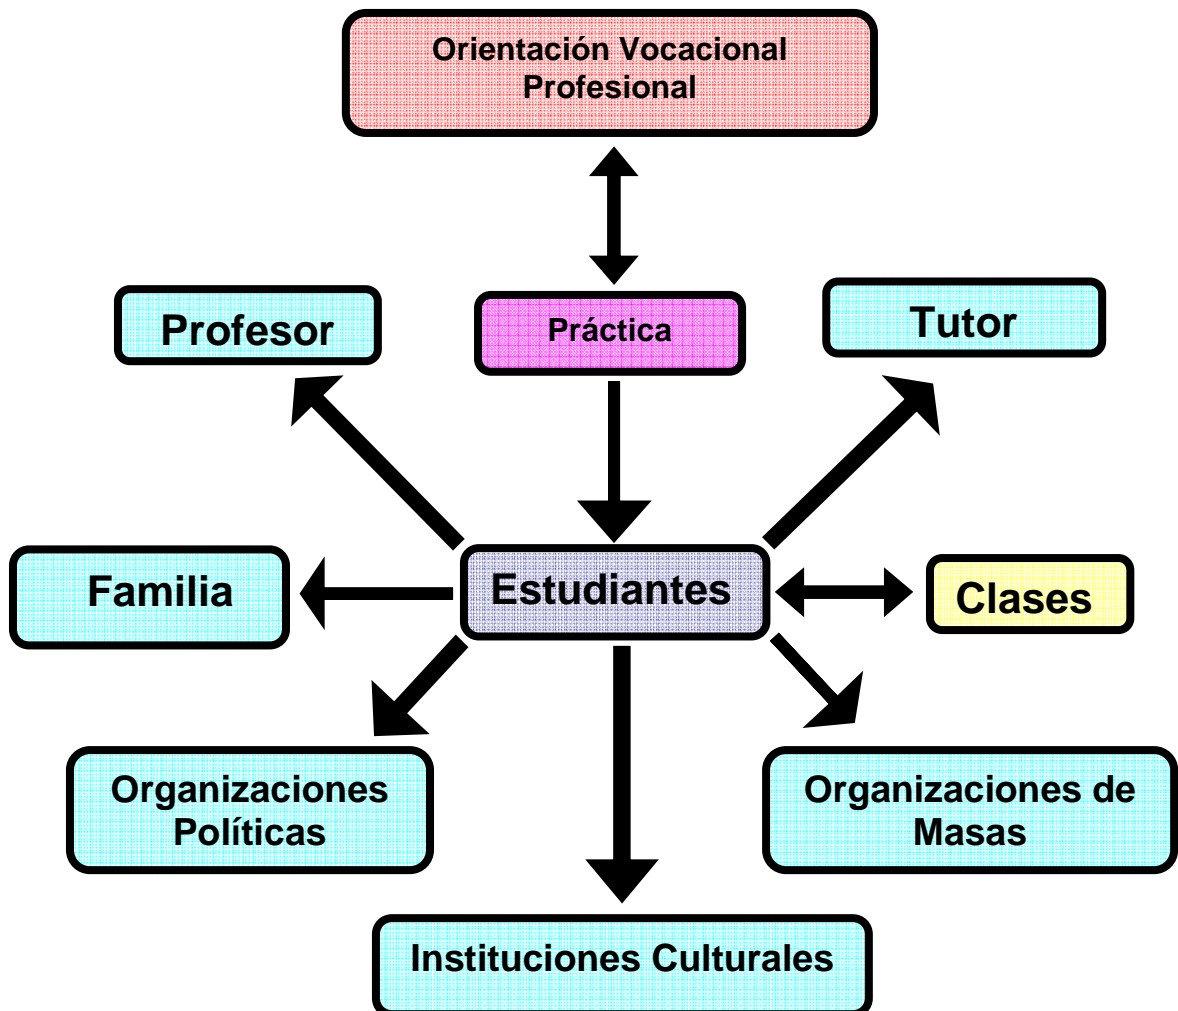 Orientación Vocacional
Profesional
Profesor
Práctica
Tutor
Familia
Estudiantes
Clases
Organizaciones
Políticas
Organizaciones de
Masas
Instituciones Culturales